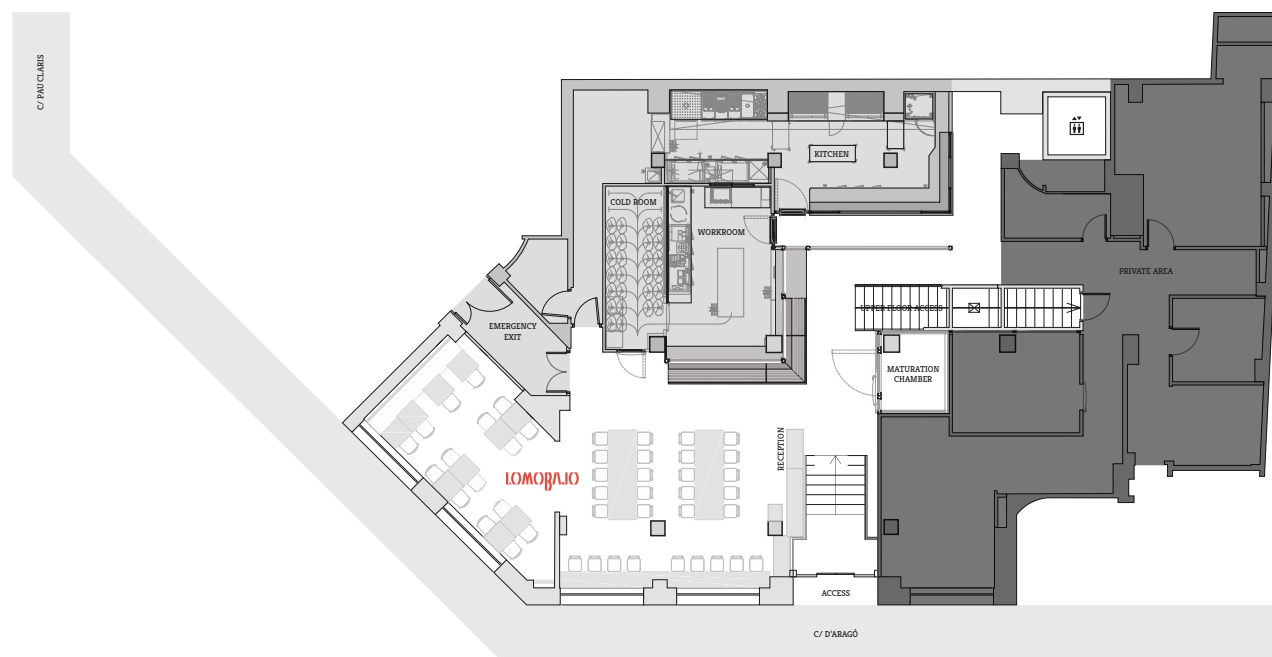 C/ PAU CLARIS
KITCHEN
COLD ROOM
WORKROOM
PRIVATE AREA
UPPER FLOOR ACCESS
EMERGENCY
EXIT
MATURATION
CHAMBER
RECEPTION
LOMOBAJO
ACCESS
C/ D'ARAGÓ